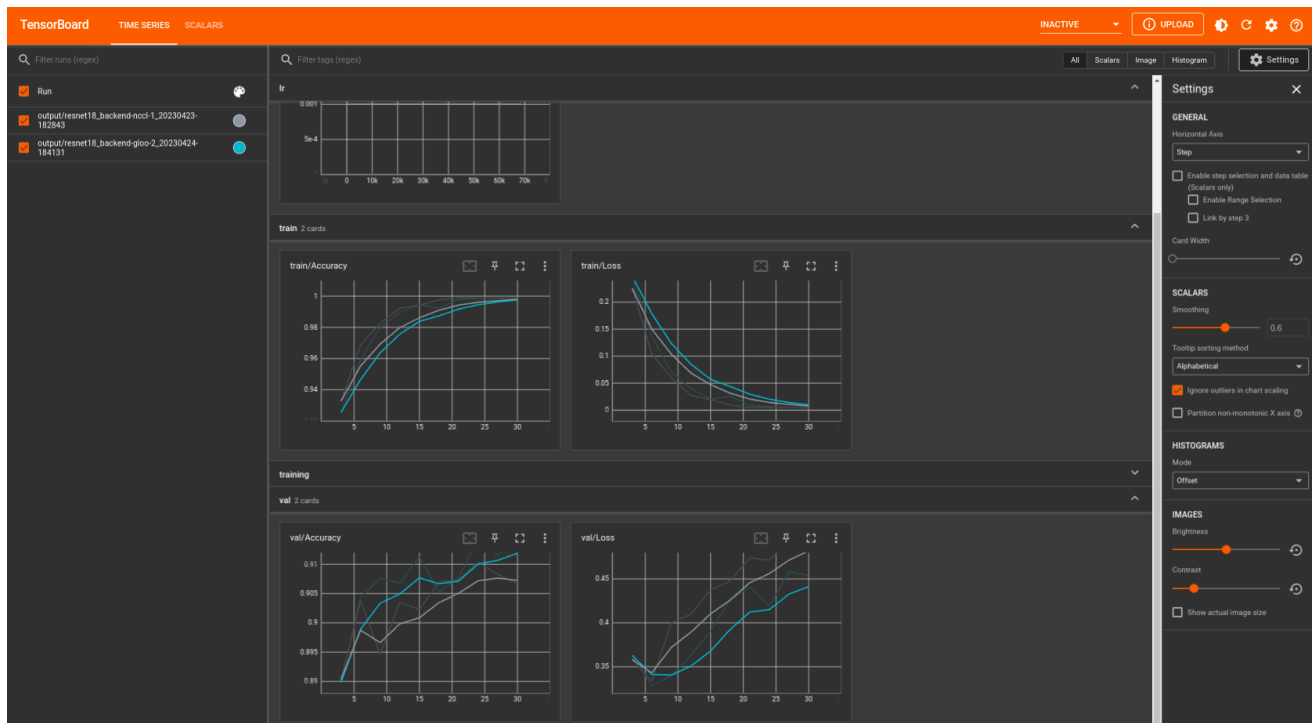 TensorBoard TIME SERIES SCALARS INACTIVE UPLOAD
Filter runs (regex)
Run
output/resnet18_backend-nccl-1_20230423-
182843
output/resnet18_backend-gloo-2_20230424-
184131
Filter tags (regex)
All Scalars Image Histogram Settings
lr
0.001
5e-4
0 10k 20k 30k 40k 50k 60k 70k
train 2 cards
train/Accuracy
1
0.98
0.96
0.94
5 10 15 20 25 30
train/Loss
0.2
0.15
0.1
0.05
0
5 10 15 20 25 30
training
val 2 cards
val/Accuracy
0.91
0.905
0.9
0.895
0.89
5 10 15 20 25 30
val/Loss
0.45
0.4
0.35
5 10 15 20 25 30
Settings
GENERAL
Horizontal Axis
Step
Enable step selection and data table
(Scalars only)
Enable Range Selection
Link by step 3
Card Width
SCALARS
Smoothing
0.6
Tooltip sorting method
Alphabetical
Ignore outliers in chart scaling
Partition non-monotonic X axis
HISTOGRAMS
Mode
Offset
IMAGES
Brightness
Contrast
Show actual image size